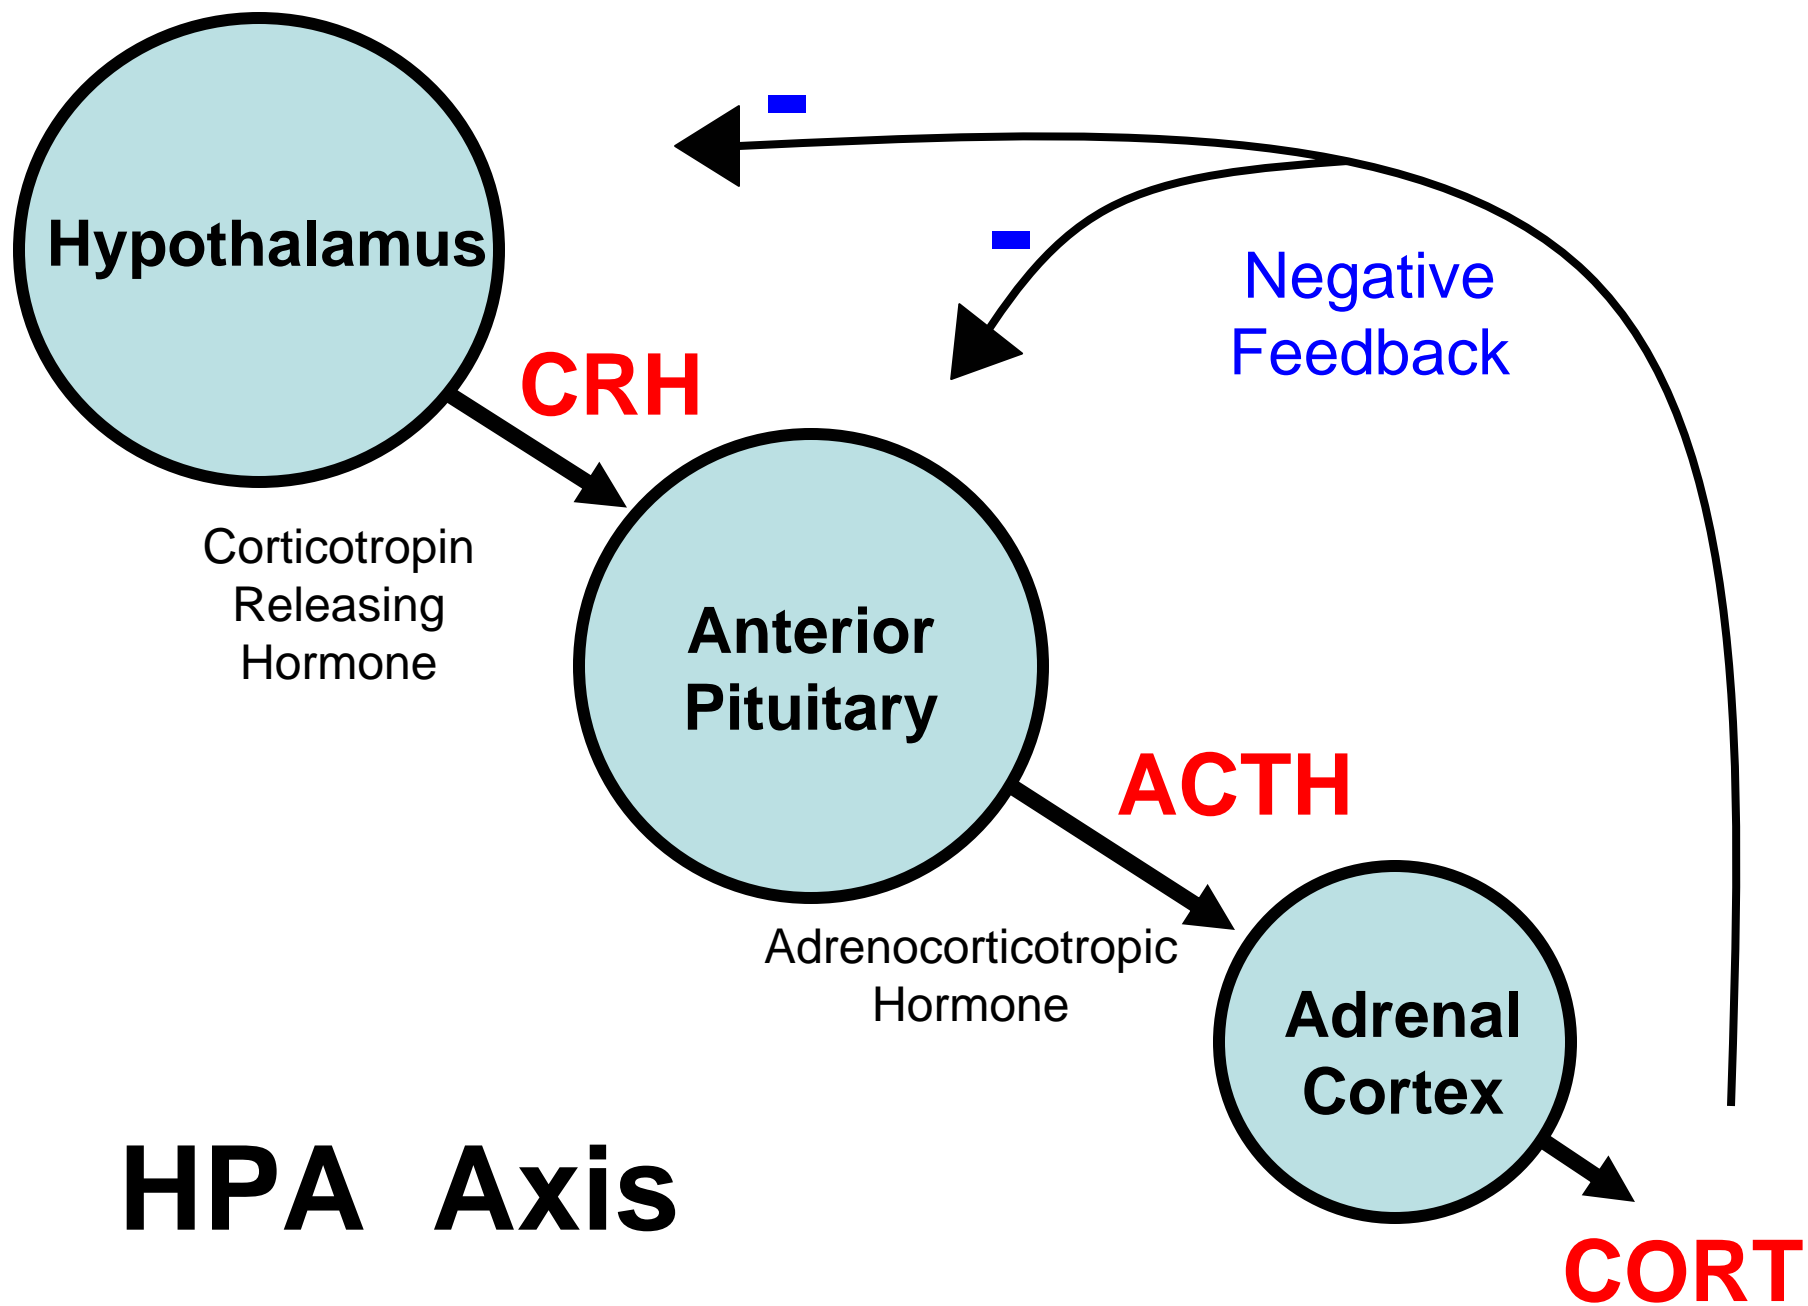 Hypothalamus
-
-
Negative
Feedback
CRH
Corticotropin
Releasing
Hormone
Anterior
Pituitary
ACTH
Adrenocorticotropic
Hormone
Adrenal
Cortex
HPA Axis
CORT